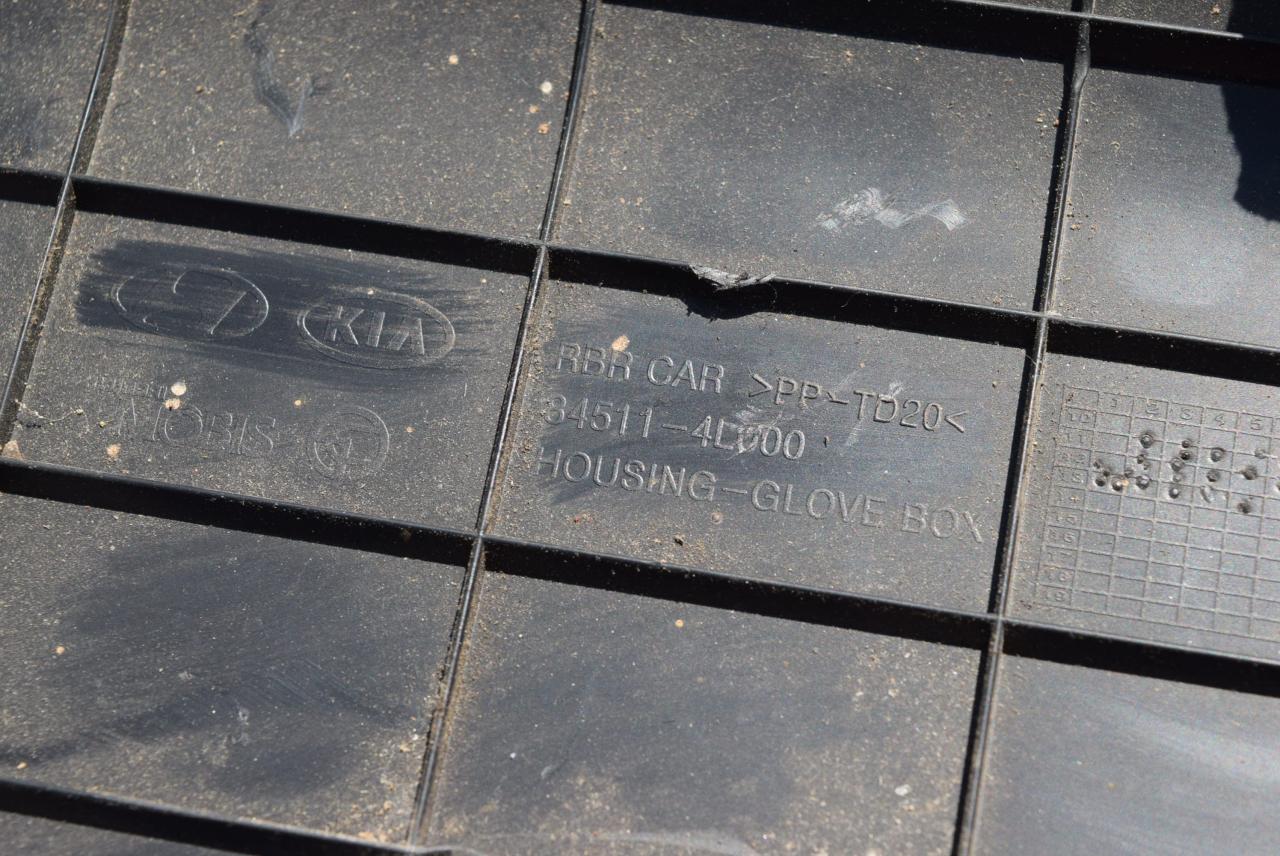 KIA
MOBIS
RBR CAR >PP-TD20<
84511-4L000
HOUSING-GLOVE BOX